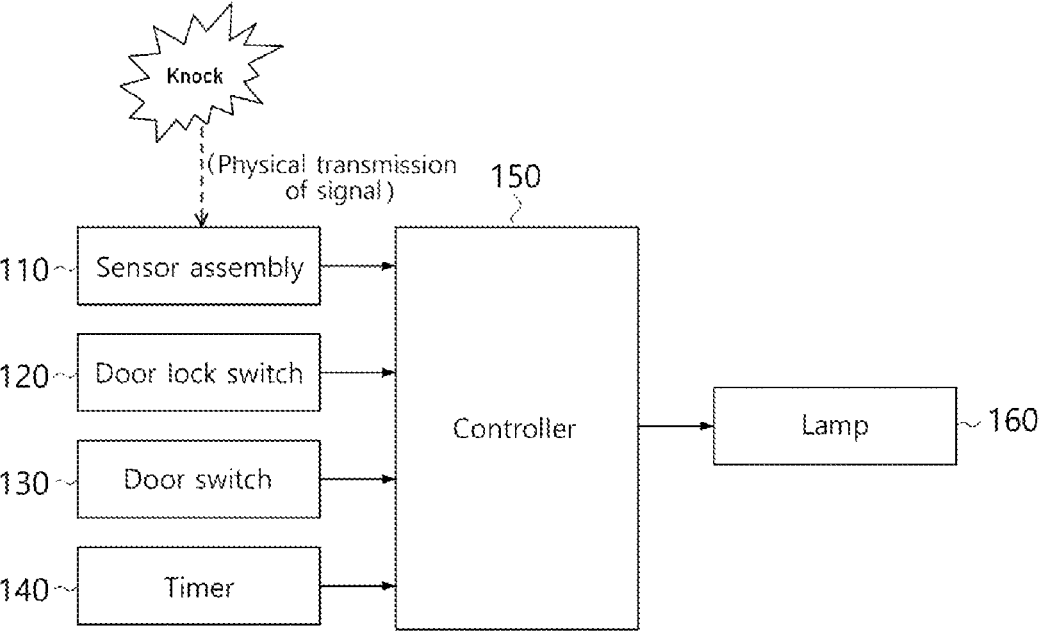 Knock
(Physical transmission
of signal)
150
110
Sensor assembly
120
Door lock switch
Controller
Lamp
160
130
Door switch
140
Timer